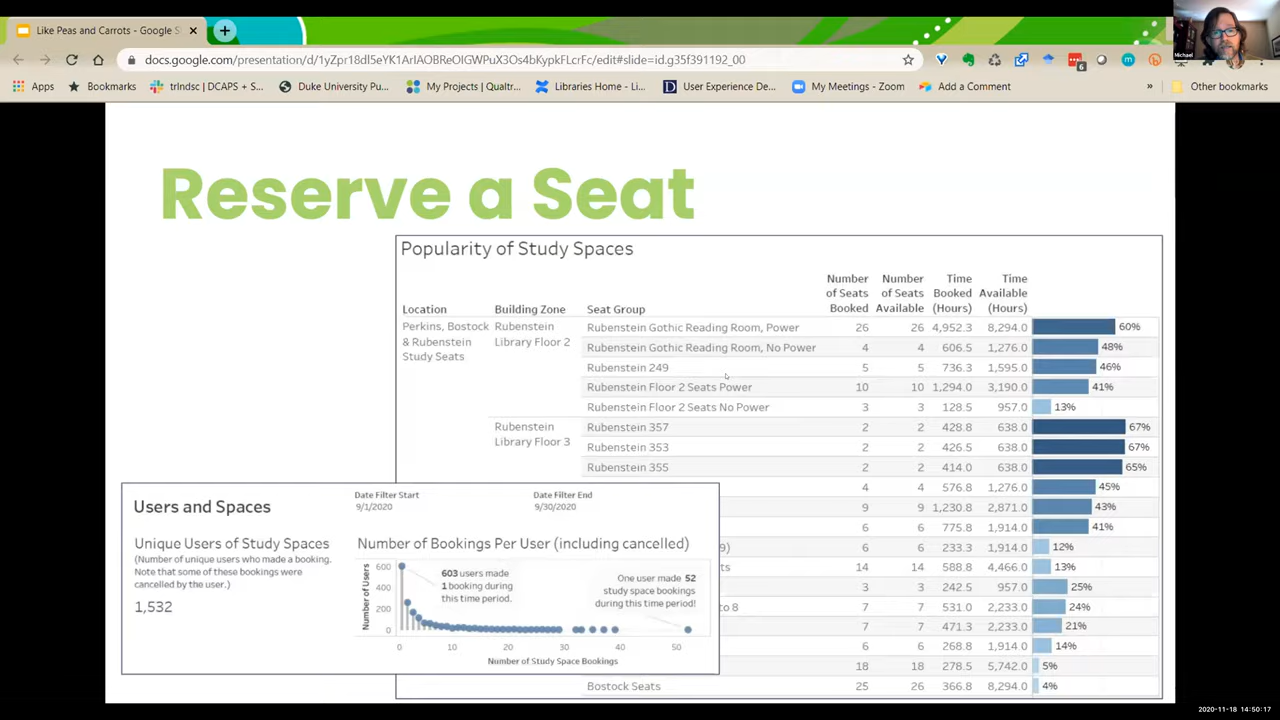 Like Peas and Carrots - Google S
docs.google.com/presentation/d/
edit#slide=id.g35f391192_00
6
Apps
Bookmarks
trlndsc | DCAPS + S...
Duke University Pu...
My Projects | Qualtr...
Libraries Home - Li...
User Experience De...
My Meetings - Zoom
Add a Comment
»
Other bookmarks
Michael
Reserve a Seat
Popularity of Study Spaces
Location Building Zone Seat Group Number of Seats Booked Number of Seats Available Time Booked (Hours) Time Available (Hours)
Perkins, Bostock & Rubenstein Study Seats
Rubenstein Library Floor 2
Rubenstein Gothic Reading Room, Power 26 26 4,952.3 8,294.0 60%
Rubenstein Gothic Reading Room, No Power 4 4 606.5 1,276.0 48%
Rubenstein 249 5 5 736.3 1,595.0 46%
Rubenstein Floor 2 Seats Power 10 10 1,294.0 3,190.0 41%
Rubenstein Floor 2 Seats No Power 3 3 128.5 957.0 13%
Rubenstein Library Floor 3
Rubenstein 357 2 2 428.8 638.0 67%
Rubenstein 353 2 2 426.5 638.0 67%
Rubenstein 355 2 2 414.0 638.0 65%
4 4 576.8 1,276.0 45%
9 9 1,230.8 2,871.0 43%
6 6 775.8 1,914.0 41%
9) 6 6 233.3 1,914.0 12%
ts 14 14 588.8 4,466.0 13%
3 3 242.5 957.0 25%
to 8 7 7 531.0 2,233.0 24%
7 7 471.3 2,233.0 21%
6 6 268.8 1,914.0 14%
18 18 278.5 5,742.0 5%
Bostock Seats 25 26 366.8 8,294.0 4%
Users and Spaces
Date Filter Start
9/1/2020
Date Filter End
9/30/2020
Unique Users of Study Spaces
(Number of unique users who made a booking.
Note that some of these bookings were
cancelled by the user.)
1,532
Number of Bookings Per User (including cancelled)
Number of Users
600
400
200
0
603 users made
1 booking during
this time period.
One user made 52
study space bookings
during this time period!
0 10 20 30 40 50
Number of Study Space Bookings
2020-11-18 14:50:17